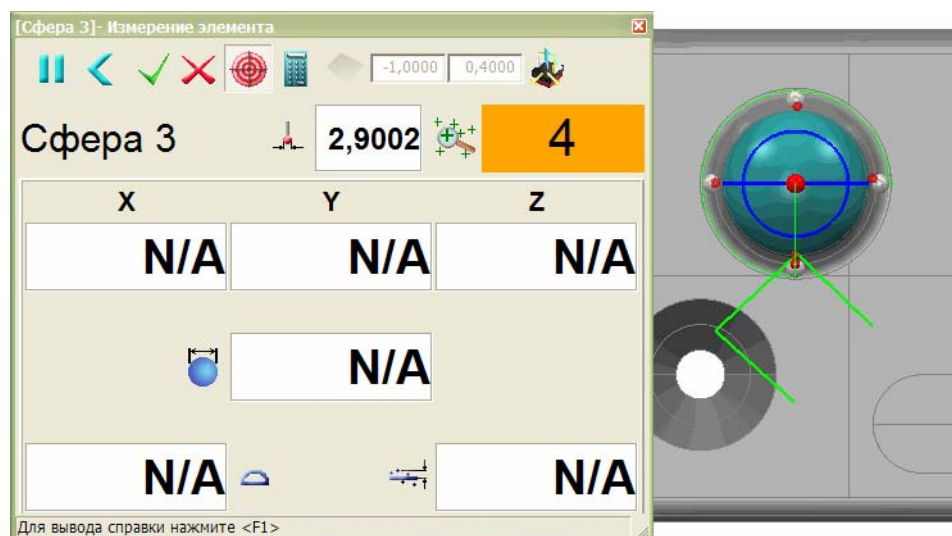 [Сфера 3]- Измерение элемента
-1,0000 0,4000
Сфера 3 2,9002 4
X Y Z
N/A N/A N/A
N/A
N/A N/A
Для вывода справки нажмите <F1>